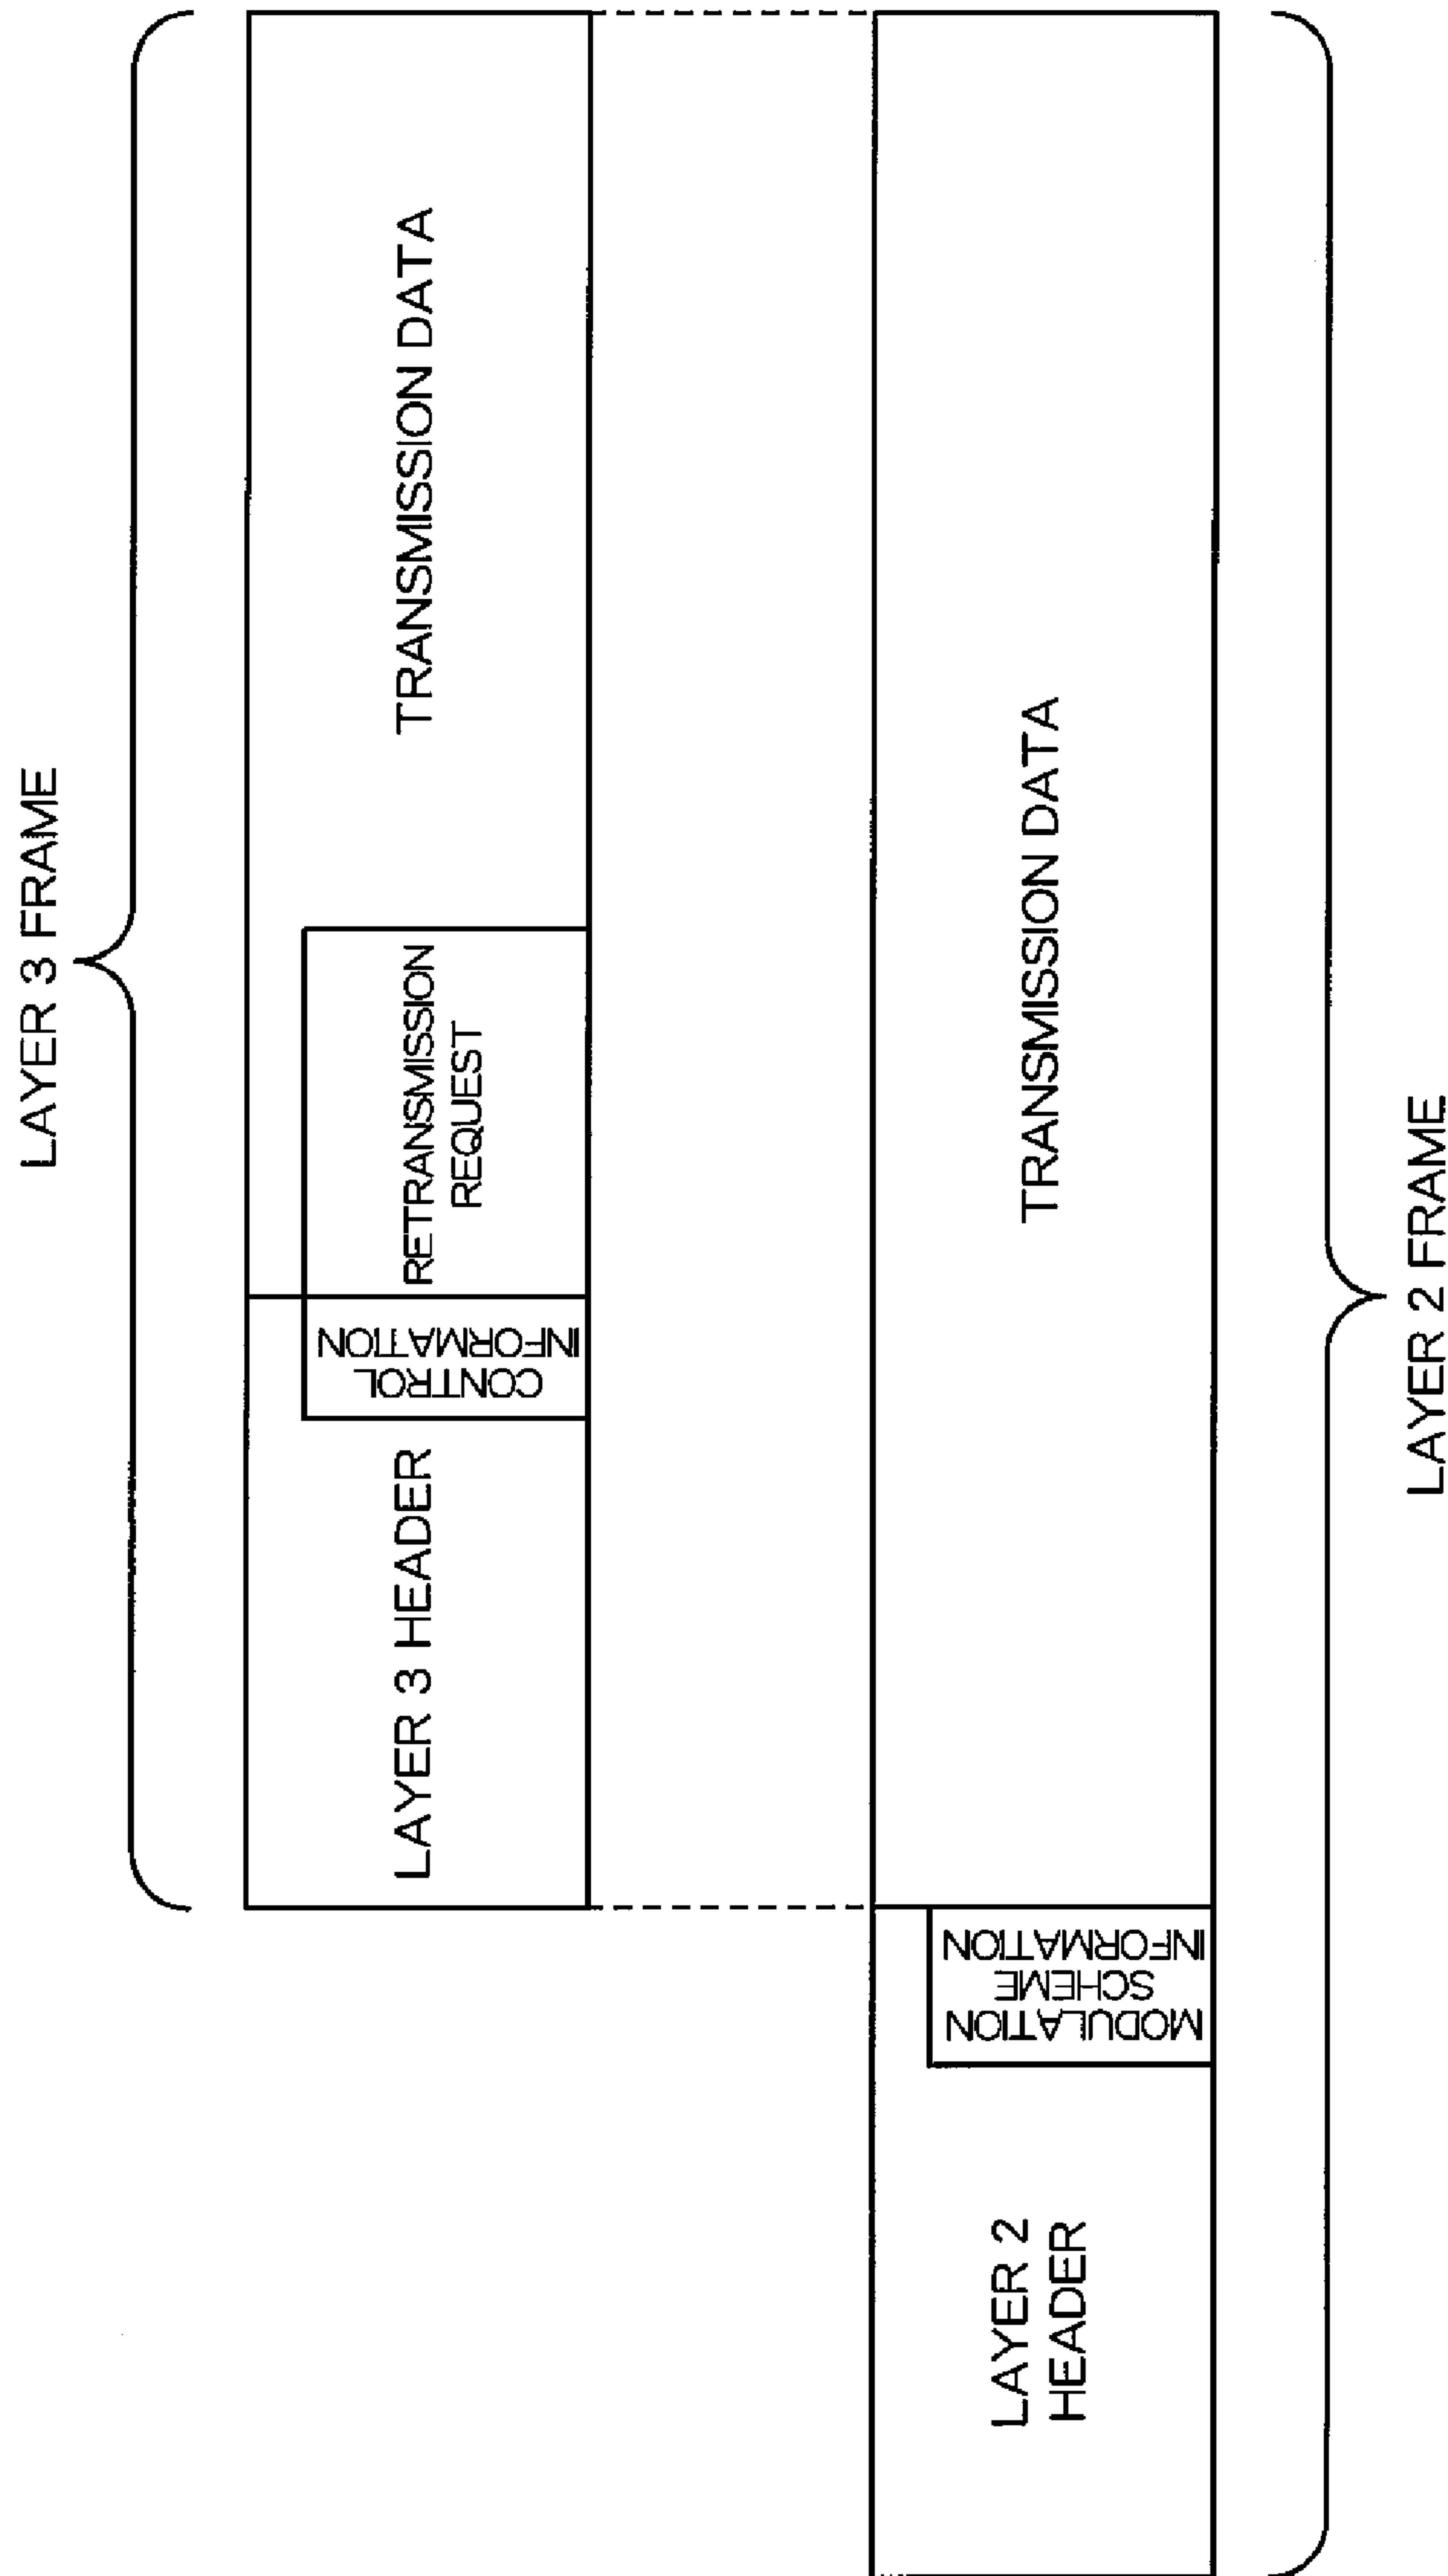 LAYER 3 FRAME
LAYER 3 HEADER
CONTROL
INFORMATION
RETRANSMISSION
REQUEST
TRANSMISSION DATA
LAYER 2
HEADER
MODULATION
SCHEME
INFORMATION
TRANSMISSION DATA
LAYER 2 FRAME